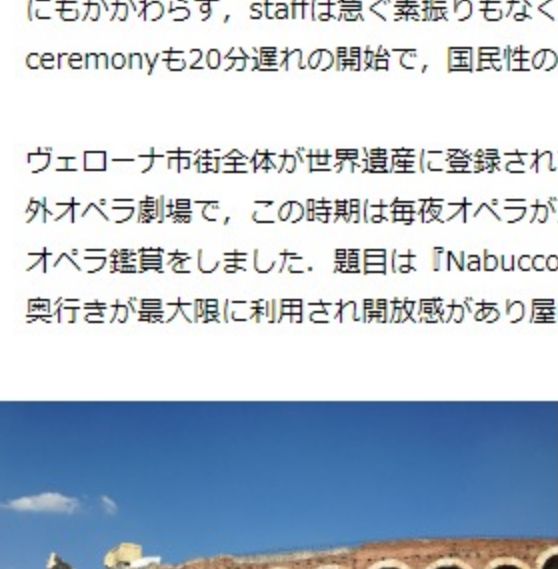 にもかかわらず，staffは急ぐ素振りもなく
ceremonyも20分遅れの開始で，国民性の
ヴェローナ市街全体が世界遺産に登録され
外オペラ劇場で，この時期は毎夜オペラが
オペラ鑑賞をしました．題目は『Nabucco
奥行きが最大限に利用され開放感があり屋